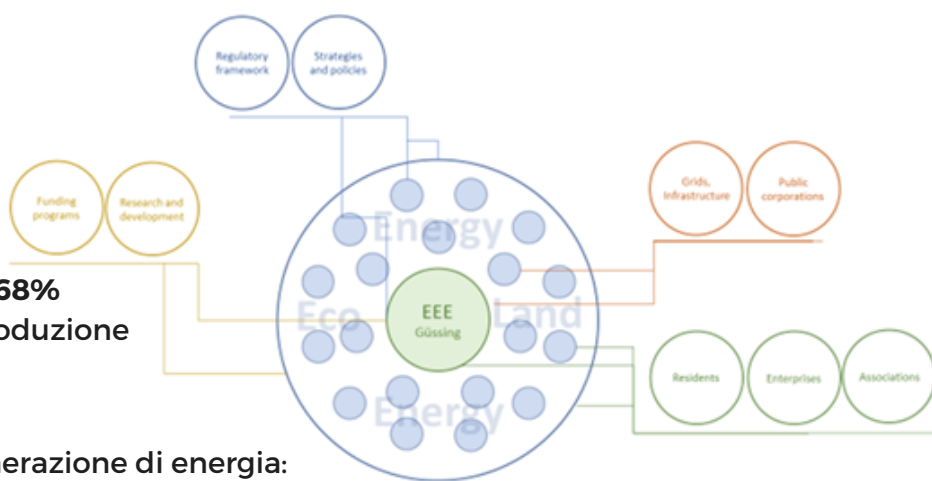 Regulatory
framework
Strategies
and policies
Funding
programs
Research and
development
Grids,
Infrastructure
Public
corporations
68%
oduzione
Energy
Eco
Land
EEE
Güssing
Energy
Residents
Enterprises
Associations
nerazione di energia: